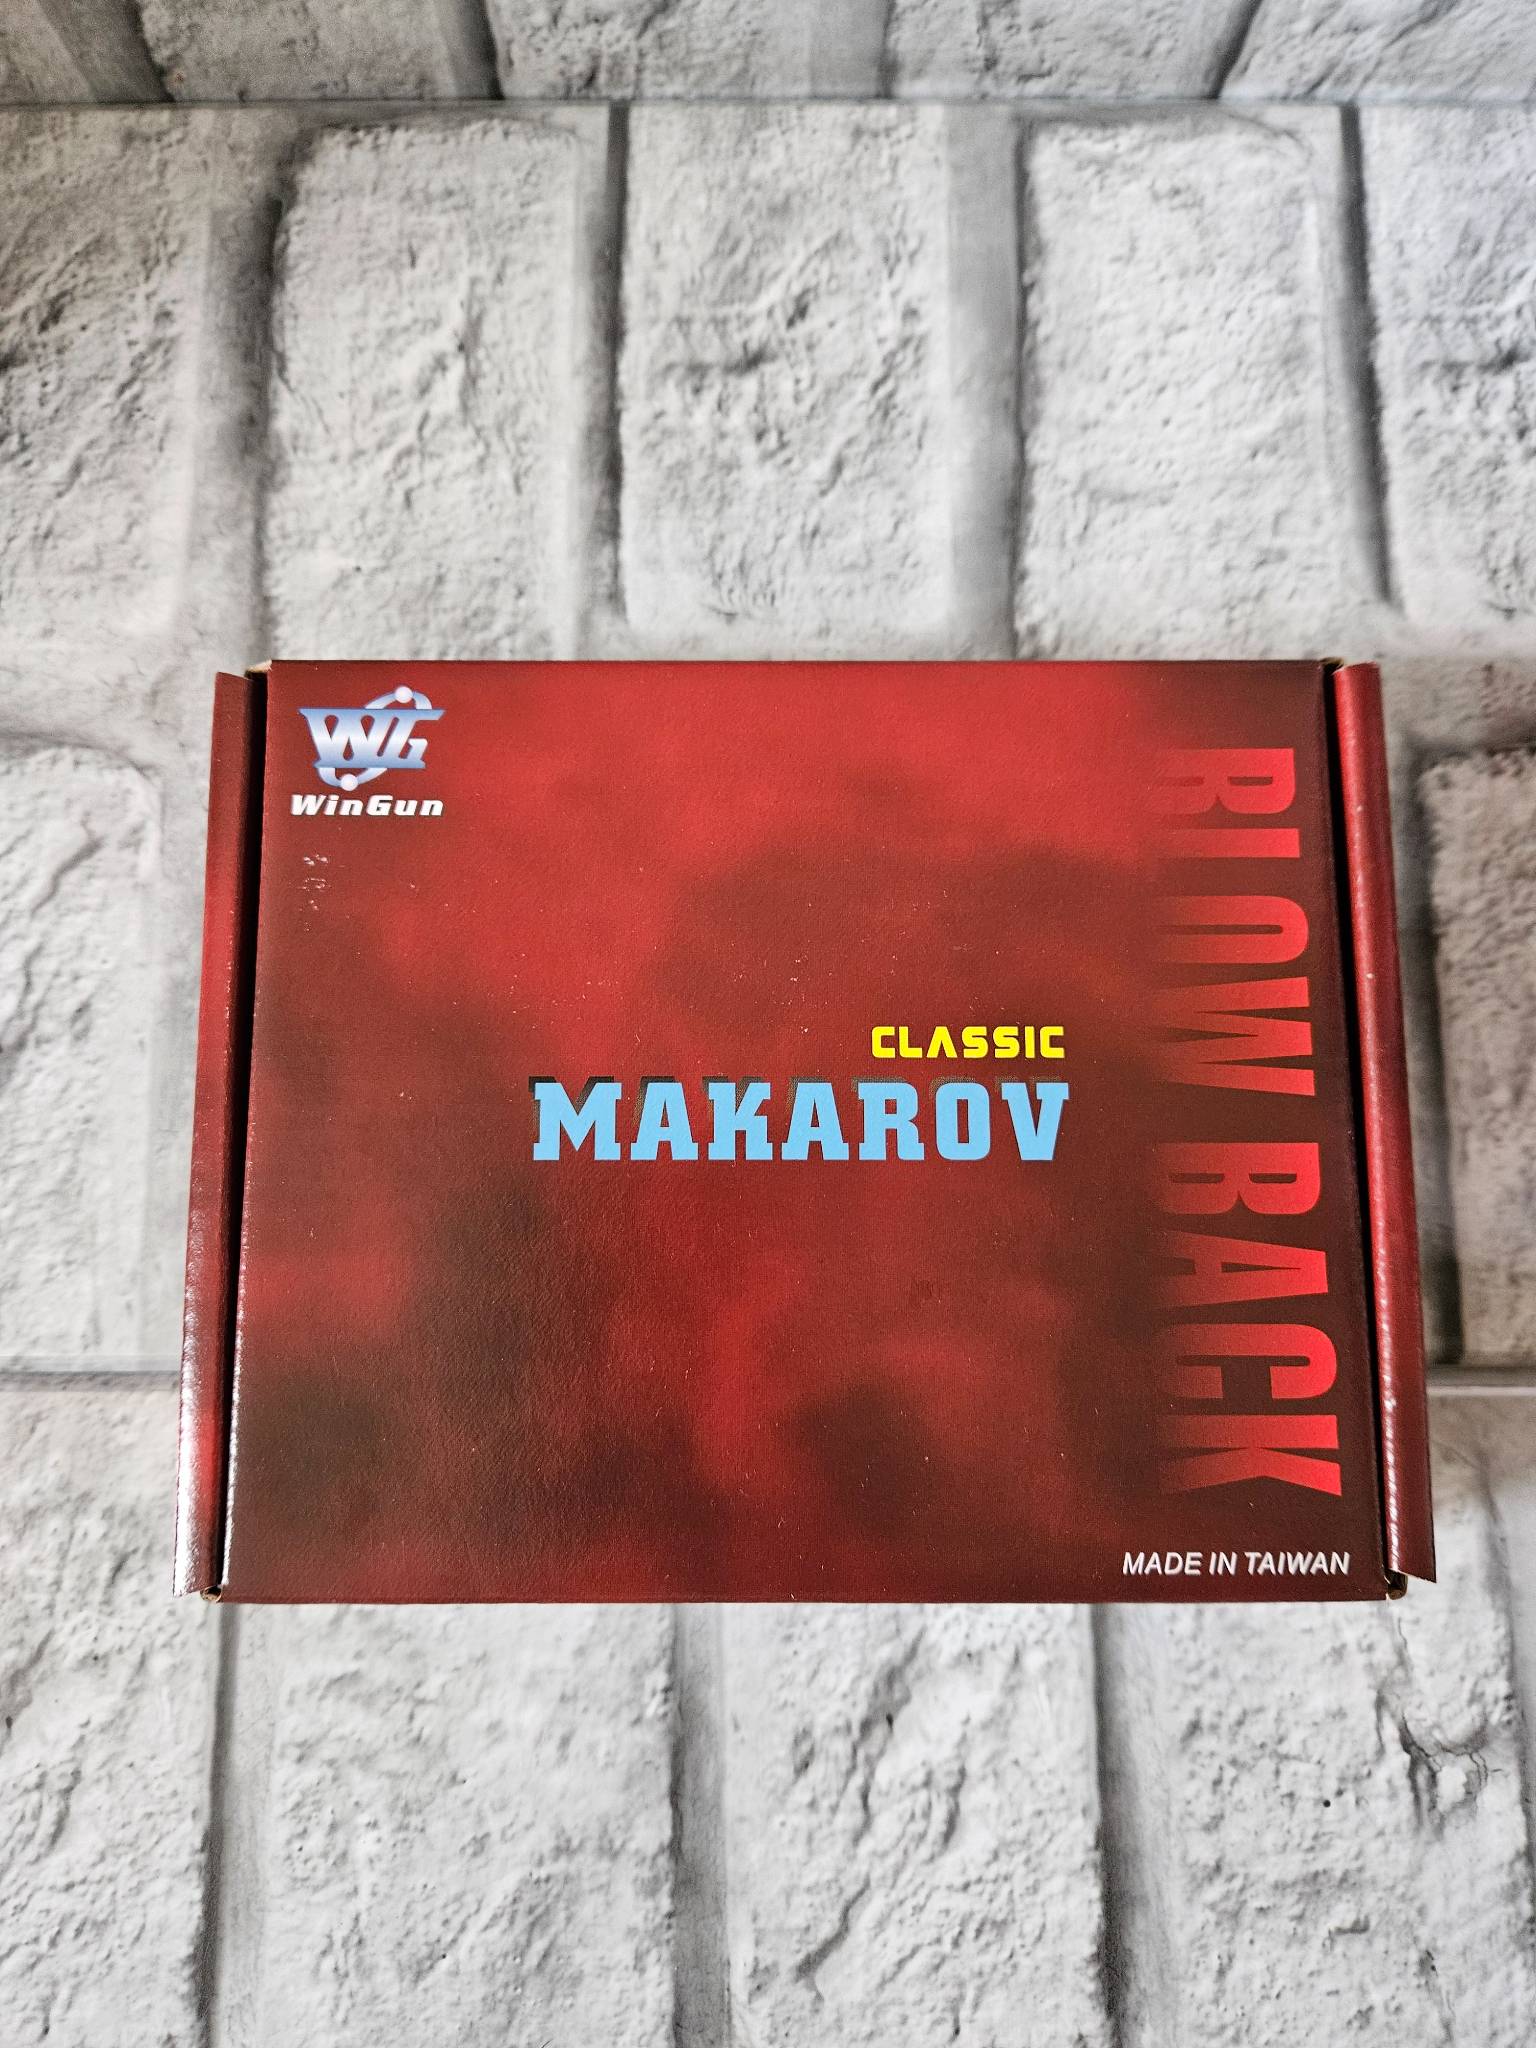 WG
WinGun
CLASSIC
MAKAROV
BLOW BACK
MADE IN TAIWAN